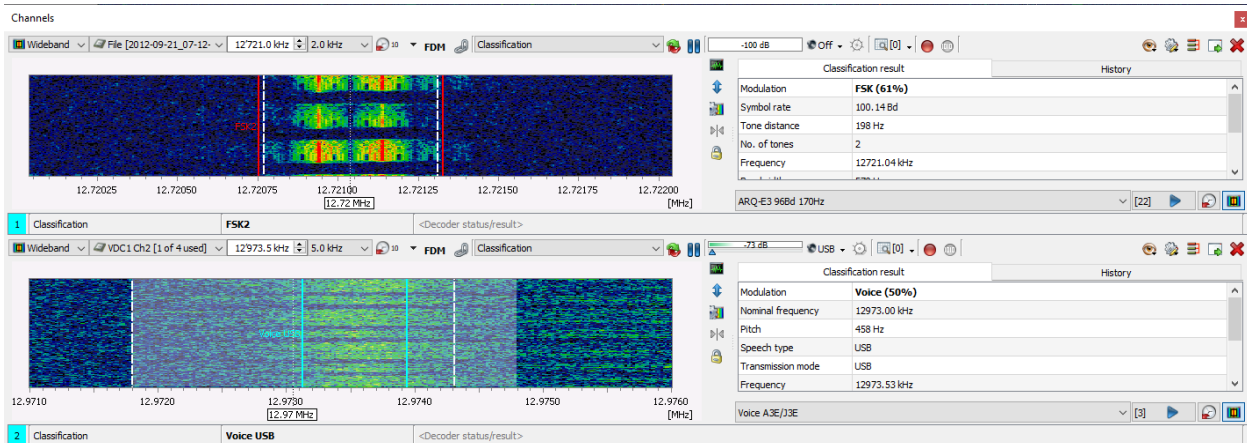 Channels x
Wideband File [2012-09-21_07-12- 12'721.0 kHz 2.0 kHz 10 FDM Classification -100 dB Off [0]
Classification result History
Modulation FSK (61%)
Symbol rate 100.14 Bd
Tone distance 198 Hz
No. of tones 2
Frequency 12721.04 kHz
FSK2
12.72025 12.72050 12.72075 12.72100 12.72125 12.72150 12.72175 12.72200
12.72 MHz [MHz]
ARQ-E3 96Bd 170Hz [22]
1 Classification FSK2 <Decoder status/result>
Wideband VDC1 Ch2 [1 of 4 used] 12'973.5 kHz 5.0 kHz 10 FDM Classification -73 dB USB [0]
Classification result History
Modulation Voice (50%)
Nominal frequency 12973.00 kHz
Pitch 458 Hz
Speech type USB
Transmission mode USB
Frequency 12973.53 kHz
Voice USB
12.9710 12.9720 12.9730 12.9740 12.9750 12.9760
12.97 MHz [MHz]
Voice A3E/J3E [3]
2 Classification Voice USB <Decoder status/result>